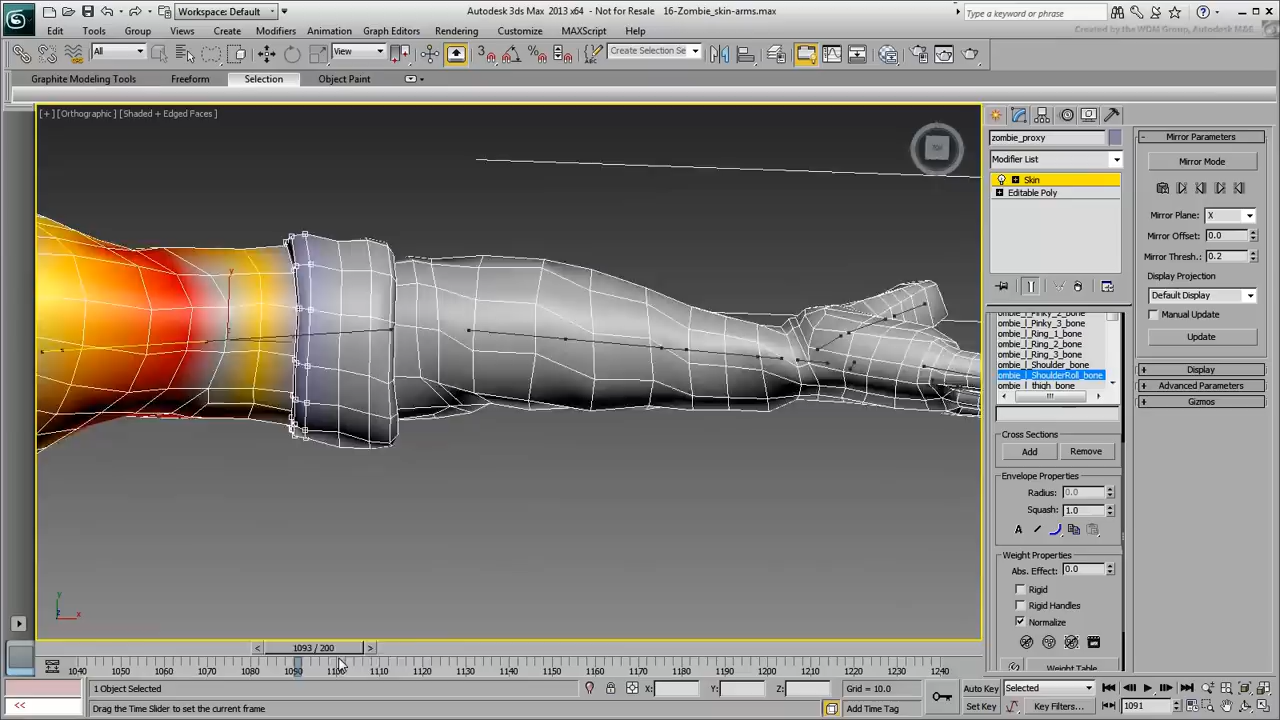 Workspace: Default
Autodesk 3ds Max 2013 x64 - Not for Resale 16-Zombie_skin-arms.max
Type a keyword or phrase
Created by the WDM Group, Autodesk M&E
Edit Tools Group Views Create Modifiers Animation Graph Editors Rendering Customize MAXScript Help
All View Create Selection Se
Graphite Modeling Tools Freeform Selection Object Paint
[+] [Orthographic] [Shaded + Edged Faces]
zombie_proxy
Modifier List
Skin
Editable Poly
Mirror Parameters
Mirror Mode
Mirror Plane: X
Mirror Offset: 0.0
Mirror Thresh.: 0.2
Display Projection
Default Display
Manual Update
Update
Display
Advanced Parameters
Gizmos
ombie_l_Pinky_2_bone
ombie_l_Pinky_3_bone
ombie_l_Ring_1_bone
ombie_l_Ring_2_bone
ombie_l_Ring_3_bone
ombie_l_Shoulder_bone
ombie_l_ShoulderRoll_bone
ombie_l_thigh_bone
Cross Sections
Add Remove
Envelope Properties
Radius: 0.0
Squash: 1.0
Weight Properties
Abs. Effect: 0.0
Rigid
Rigid Handles
Normalize
Weight Table
1093 / 200
1040 1050 1060 1070 1080 1090 1100 1110 1120 1130 1140 1150 1160 1170 1180 1190 1200 1210 1220 1230 1240
1 Object Selected X: Y: Z: Grid = 10.0 Auto Key Selected
Drag the Time Slider to set the current frame Add Time Tag Set Key Key Filters... 1091